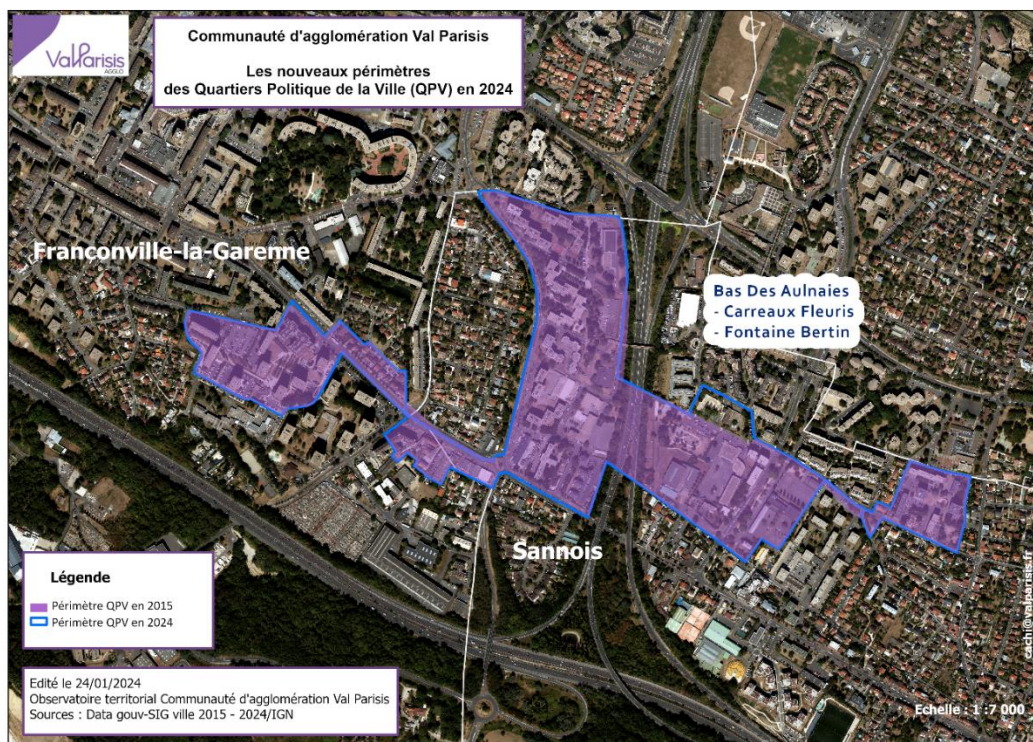 ValParisis
AGGLO
Communauté d'agglomération Val Parisis
Les nouveaux périmètres
des Quartiers Politique de la Ville (QPV) en 2024
Franconville-la-Garenne
Bas Des Aulnaies
- Carreaux Fleuris
- Fontaine Bertin
Sannois
Légende
Périmètre QPV en 2015
Périmètre QPV en 2024
Edité le 24/01/2024
Observatoire territorial Communauté d'agglomération Val Parisis
Sources : Data gouv-SIG ville 2015 - 2024/IGN
Echelle : 1 :7 000